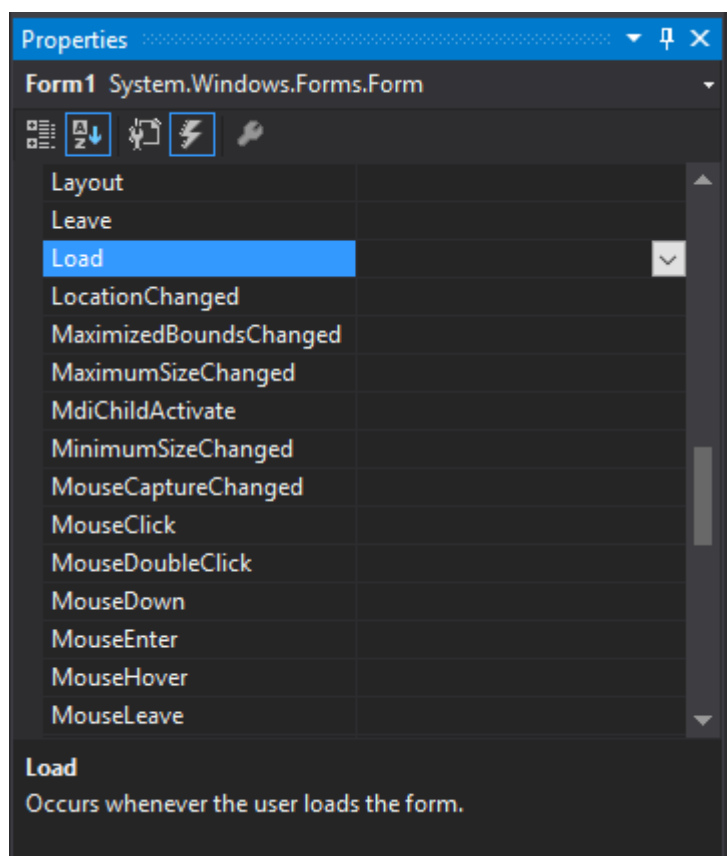 Properties
Form1 System.Windows.Forms.Form
Layout
Leave
Load
LocationChanged
MaximizedBoundsChanged
MaximumSizeChanged
MdiChildActivate
MinimumSizeChanged
MouseCaptureChanged
MouseClick
MouseDoubleClick
MouseDown
MouseEnter
MouseHover
MouseLeave
Load
Occurs whenever the user loads the form.